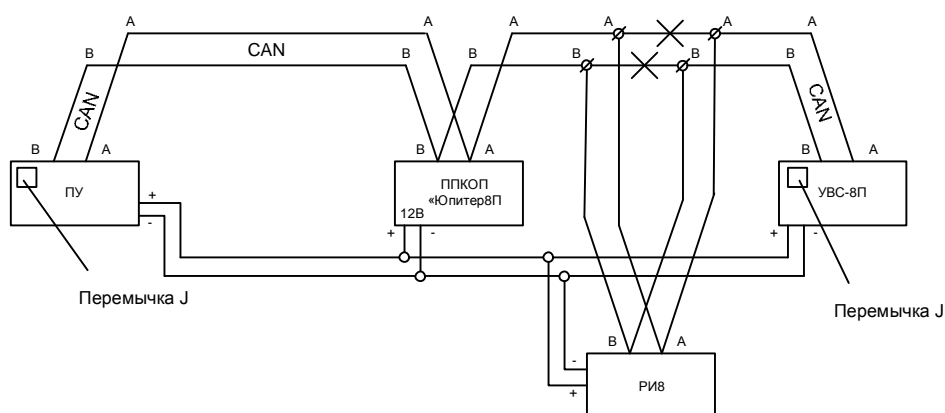 A A A A A
B CAN B B B B B
CAN CAN
B A B A B A
ПУ
ППКОП
«Юпитер8П
12В
УВС-8П
+ -
+ -
+ -
Перемычка J
Перемычка J
B A
- +
РИ8